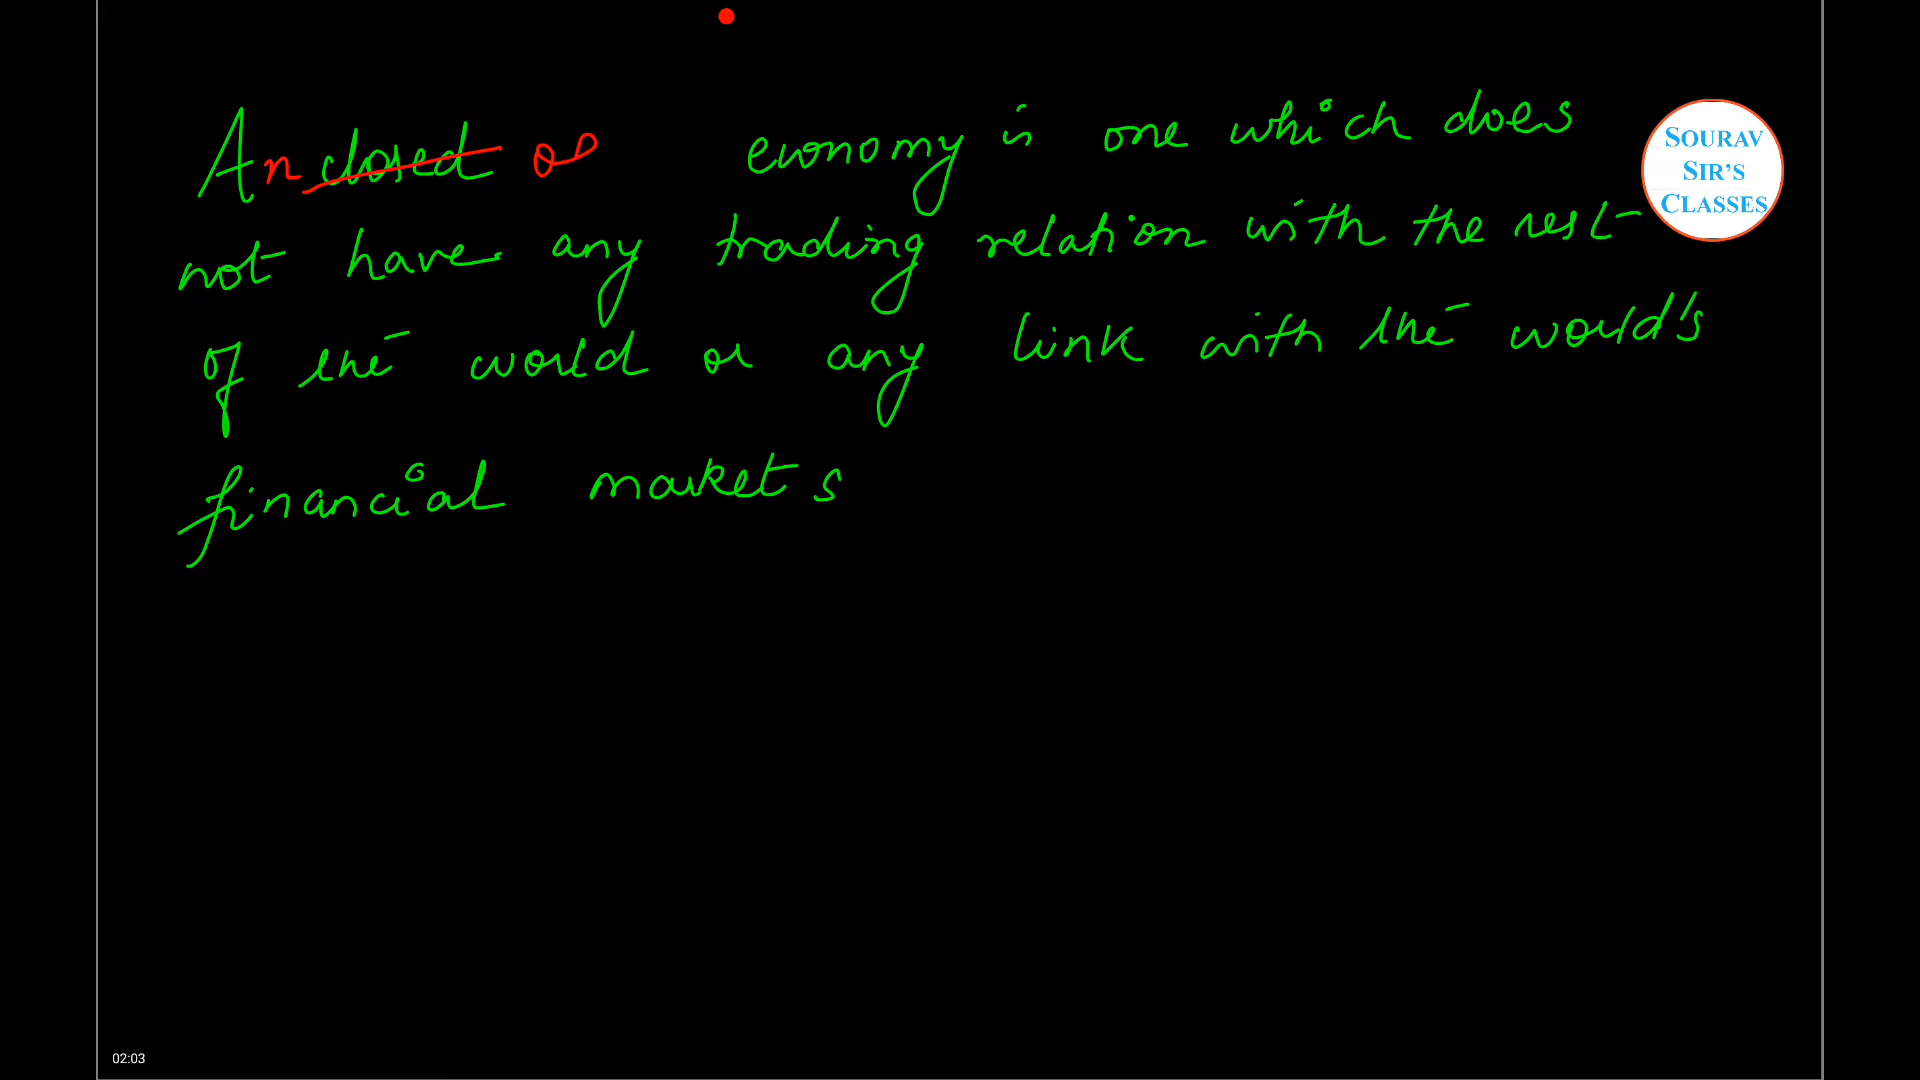 An closed op economy is one which does
not have any trading relation with the rest
of the world or any link with the world's
financial markets
SOURAV
SIR'S
CLASSES
02:03